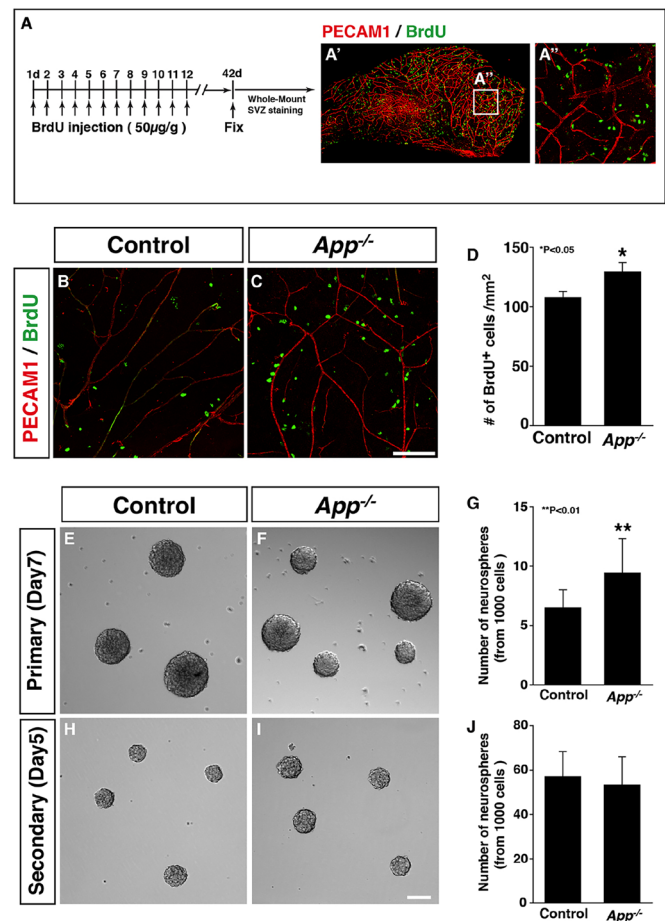 A
1d 2 3 4 5 6 7 8 9 10 11 12 42d
BrdU injection ( 50µg/g ) Fix
Whole-Mount
SVZ staining
PECAM1 / BrdU
A'
A"
A"
Control
App-/-
PECAM1 / BrdU
B
C
D
*P<0.05
*
# of BrdU+ cells /mm2
150
100
50
0
Control
App-/-
Control
App-/-
Primary (Day7)
E
F
G
**P<0.01
**
Number of neurospheres
(from 1000 cells)
15
10
5
0
Control
App-/-
Secondary (Day5)
H
I
J
Number of neurospheres
(from 1000 cells)
80
60
40
20
0
Control
App-/-